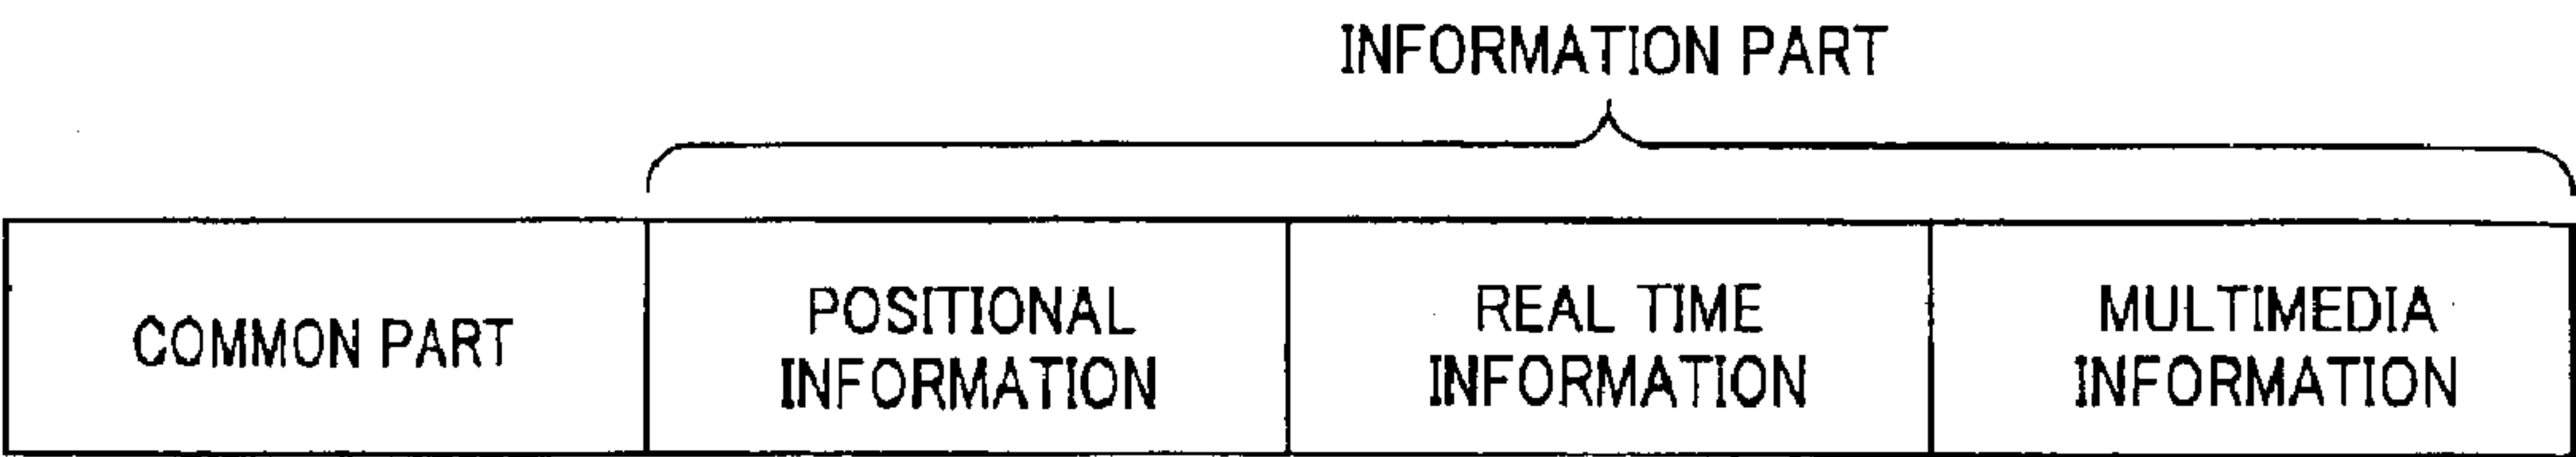 INFORMATION PART
COMMON PART
POSITIONAL
INFORMATION
REAL TIME
INFORMATION
MULTIMEDIA
INFORMATION